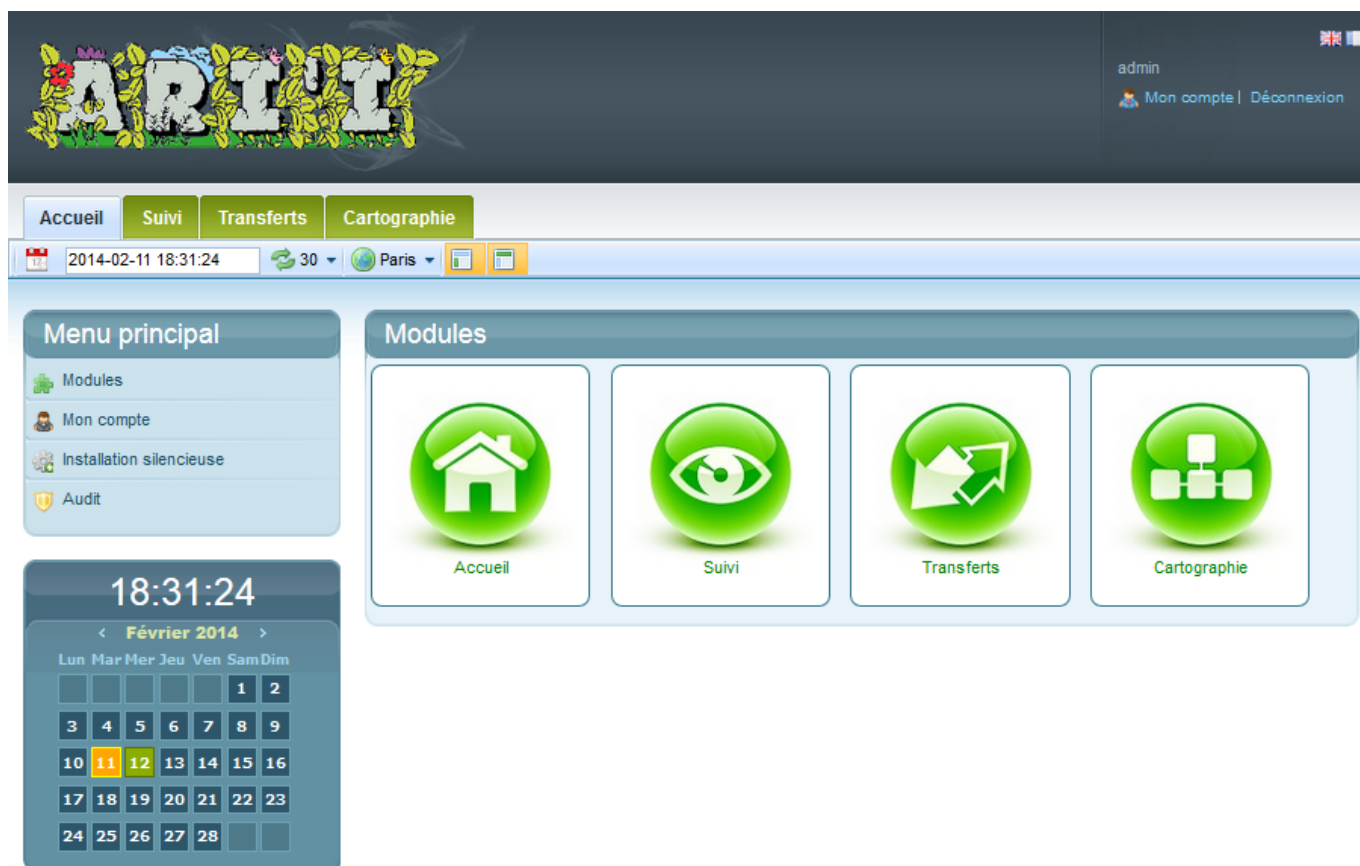 ARI'I
admin
Mon compte| Déconnexion
Accueil Suivi Transferts Cartographie
2014-02-11 18:31:24 30 Paris
Menu principal
Modules
Mon compte
Installation silencieuse
Audit
Modules
Accueil Suivi Transferts Cartographie
18:31:24
‹ Février 2014 ›
Lun Mar Mer Jeu Ven Sam Dim
1 2
3 4 5 6 7 8 9
10 11 12 13 14 15 16
17 18 19 20 21 22 23
24 25 26 27 28